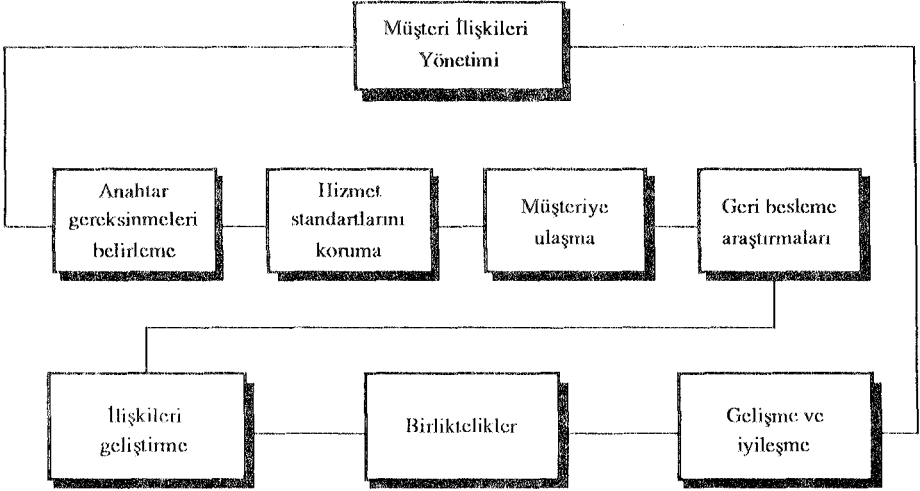 Müşteri İlişkileri
Yönetimi
Anahtar
gereksinmeleri
belirleme
Hizmet
standartlarını
koruma
Müşteriye
ulaşma
Geri besleme
araştırmaları
İlişkileri
geliştirme
Birliktelikler
Gelişme ve
iyileşme